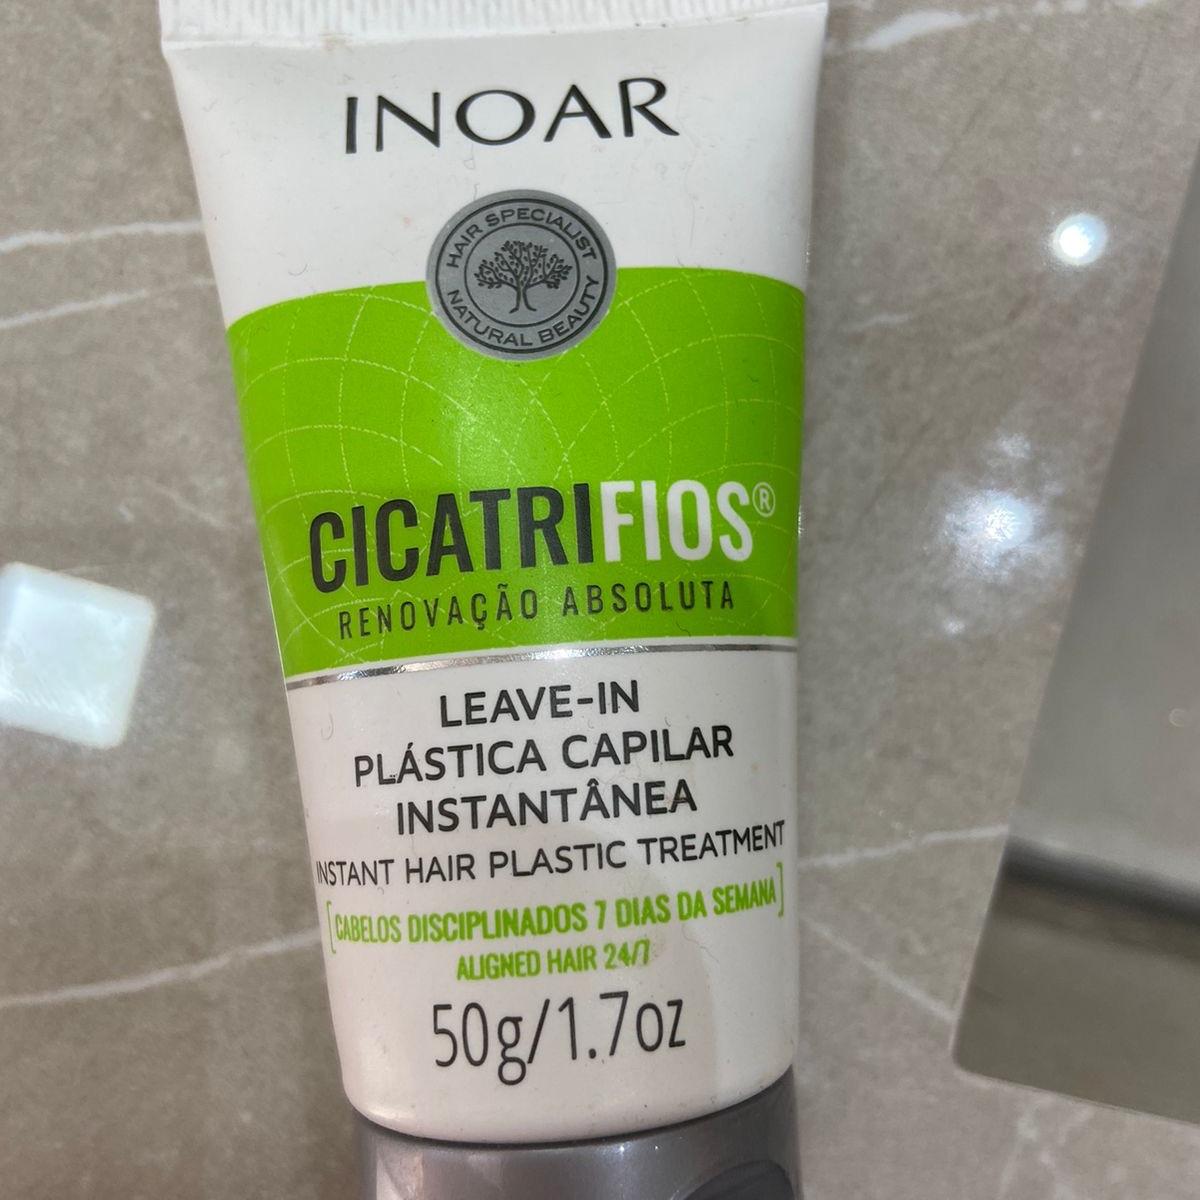 INOAR
HAIR SPECIALIST
NATURAL BEAUTY
CICATRIFIOS®
RENOVAÇÃO ABSOLUTA
LEAVE-IN
PLÁSTICA CAPILAR
INSTANTÂNEA
INSTANT HAIR PLASTIC TREATMENT
[CABELOS DISCIPLINADOS 7 DIAS DA SEMANA]
ALIGNED HAIR 24/7
50g/1.7oz